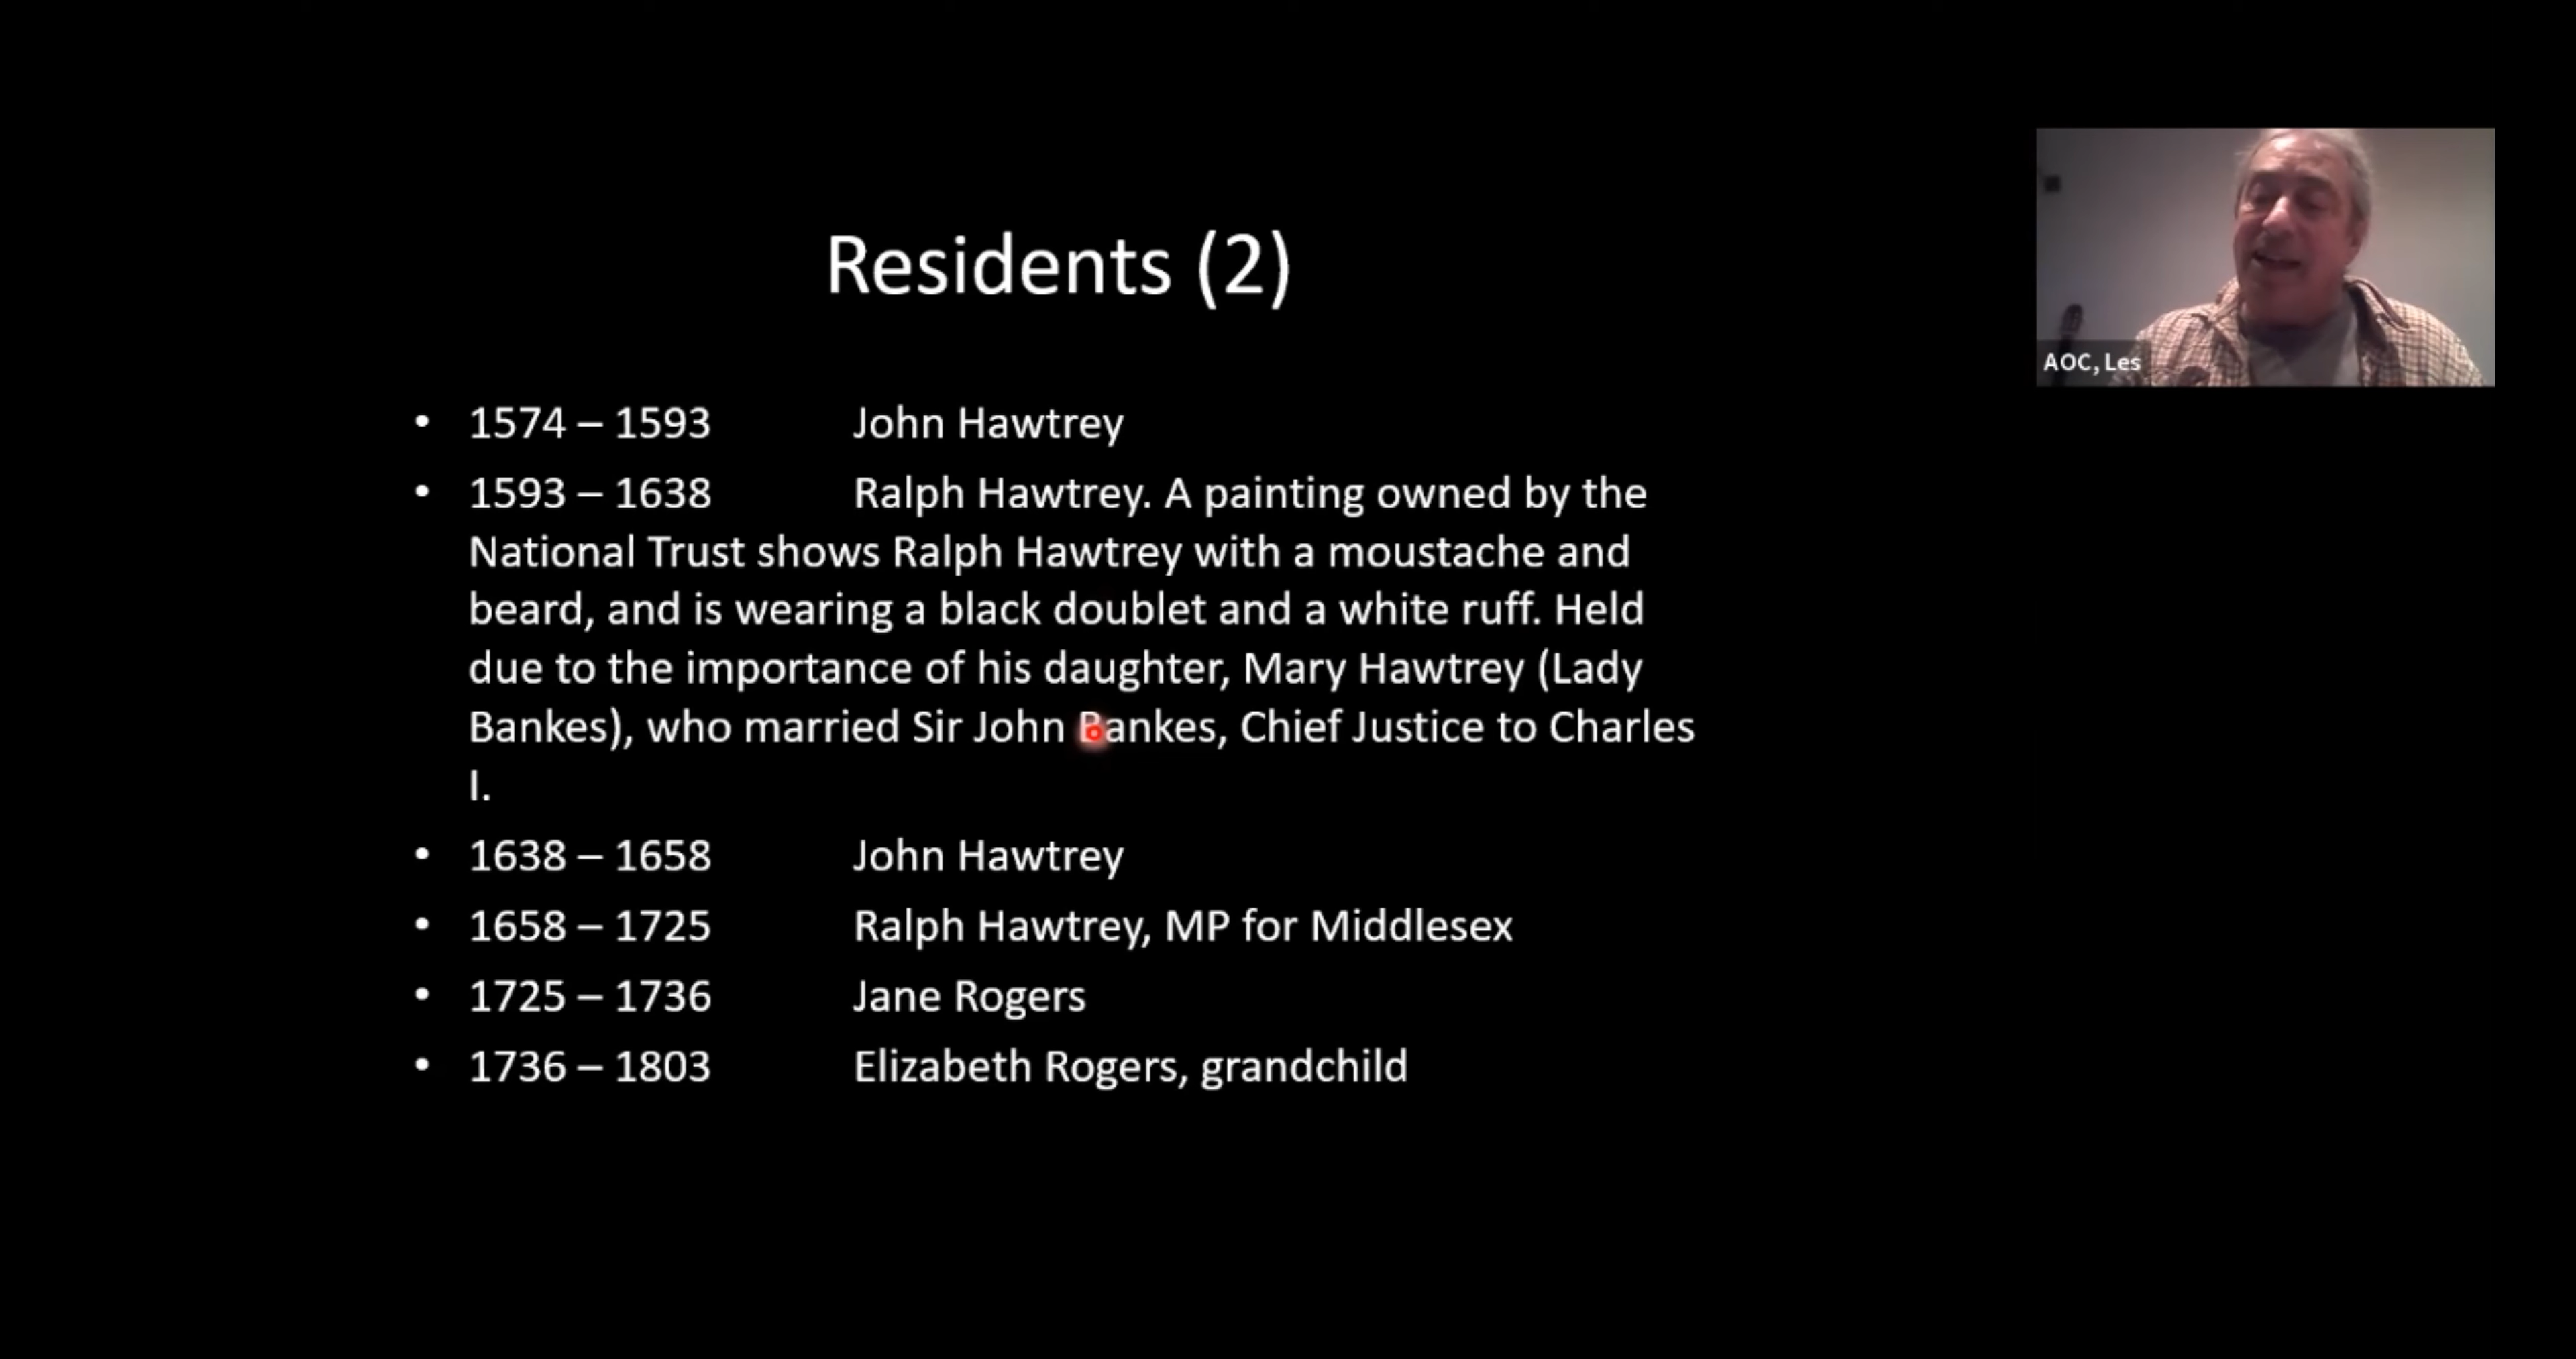 Residents (2)
AOC, Les
• 1574 – 1593 John Hawtrey
• 1593 – 1638 Ralph Hawtrey. A painting owned by the
National Trust shows Ralph Hawtrey with a moustache and
beard, and is wearing a black doublet and a white ruff. Held
due to the importance of his daughter, Mary Hawtrey (Lady
Bankes), who married Sir John Bankes, Chief Justice to Charles
I.
• 1638 – 1658 John Hawtrey
• 1658 – 1725 Ralph Hawtrey, MP for Middlesex
• 1725 – 1736 Jane Rogers
• 1736 – 1803 Elizabeth Rogers, grandchild